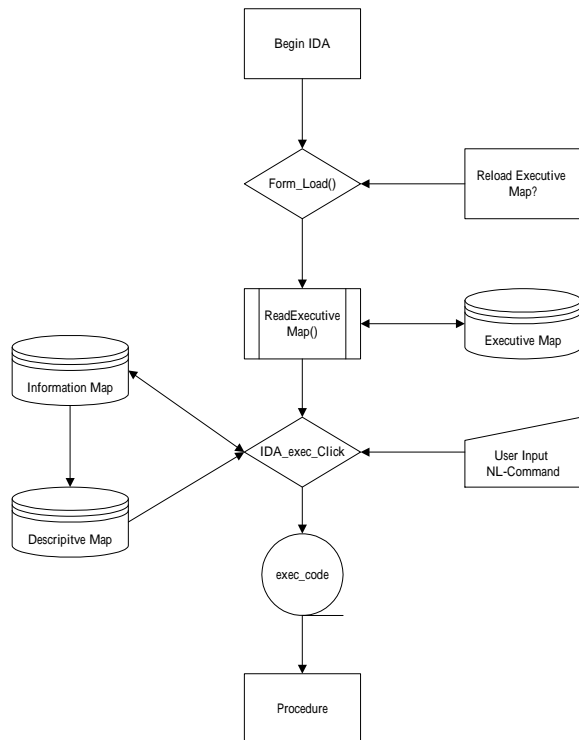 Begin IDA
Form_Load()
Reload Executive
Map?
ReadExecutive
Map()
Executive Map
Information Map
IDA_exec_Click
User Input
NL-Command
Descripitve Map
exec_code
Procedure